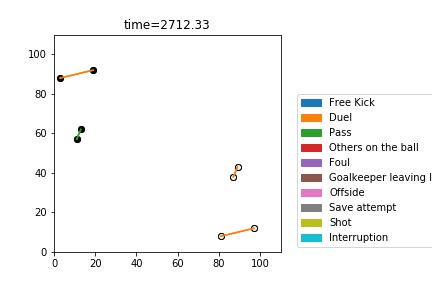 time=2712.33
100
80
60
40
20
0
0 20 40 60 80 100
Free Kick
Duel
Pass
Others on the ball
Foul
Goalkeeper leaving l
Offside
Save attempt
Shot
Interruption